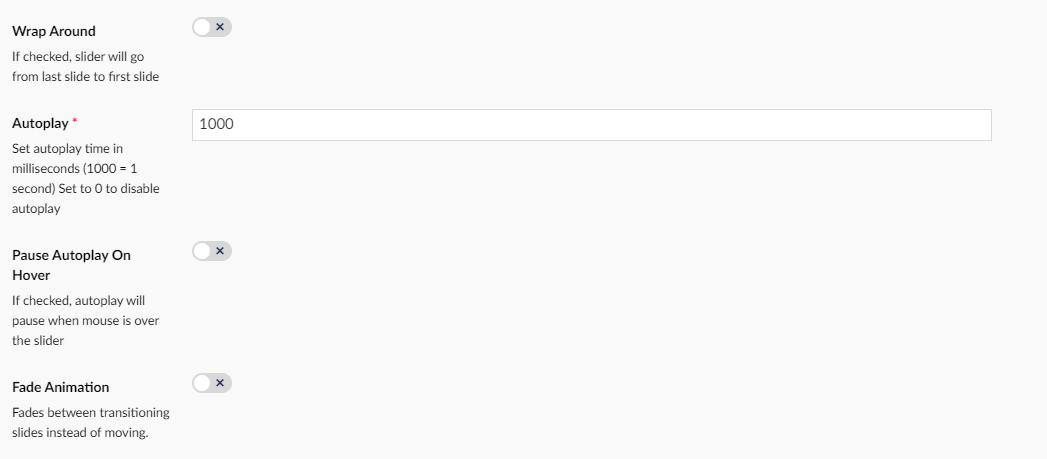 Wrap Around
If checked, slider will go
from last slide to first slide
Autoplay *
1000
Set autoplay time in
milliseconds (1000 = 1
second) Set to 0 to disable
autoplay
Pause Autoplay On
Hover
If checked, autoplay will
pause when mouse is over
the slider
Fade Animation
Fades between transitioning
slides instead of moving.